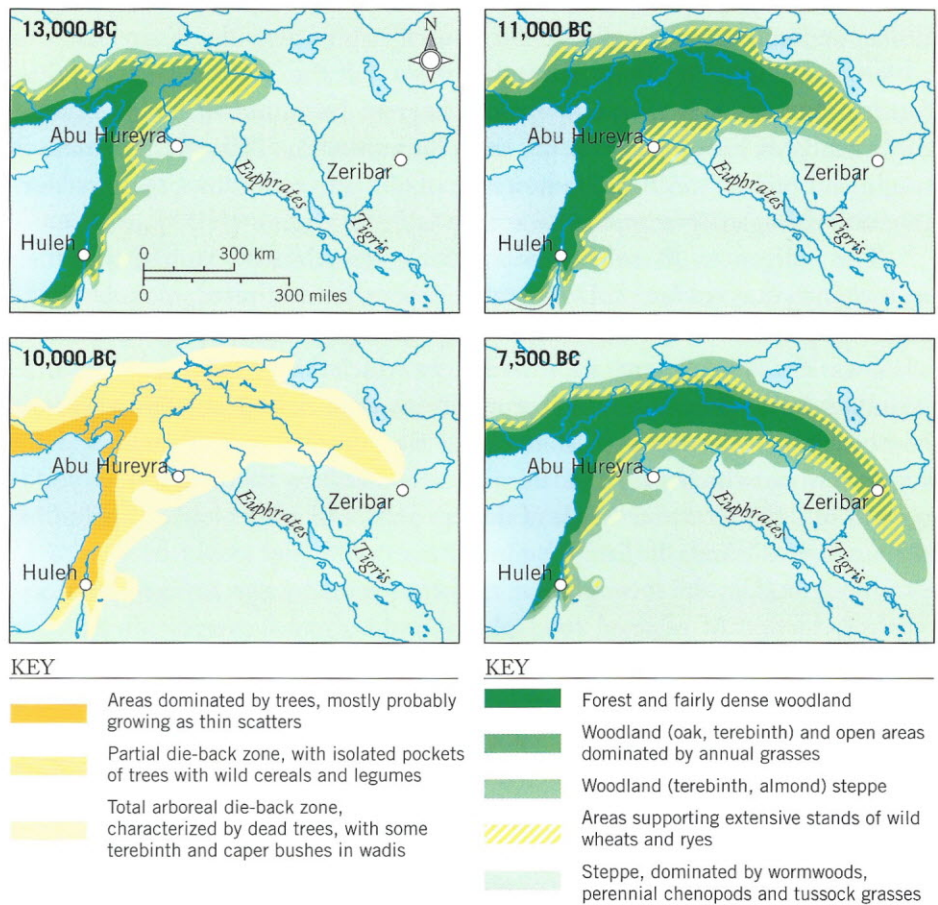 13,000 BC
N
Abu Hureyra
Euphrates
Zeribar
Tigris
Huleh
0 300 km
0 300 miles
11,000 BC
Abu Hureyra
Euphrates
Zeribar
Tigris
Huleh
10,000 BC
Abu Hureyra
Euphrates
Zeribar
Tigris
Huleh
7,500 BC
Abu Hureyra
Euphrates
Zeribar
Tigris
Huleh
KEY
Areas dominated by trees, mostly probably
growing as thin scatters
Partial die-back zone, with isolated pockets
of trees with wild cereals and legumes
Total arboreal die-back zone,
characterized by dead trees, with some
terebinth and caper bushes in wadis
KEY
Forest and fairly dense woodland
Woodland (oak, terebinth) and open areas
dominated by annual grasses
Woodland (terebinth, almond) steppe
Areas supporting extensive stands of wild
wheats and ryes
Steppe, dominated by wormwoods,
perennial chenopods and tussock grasses